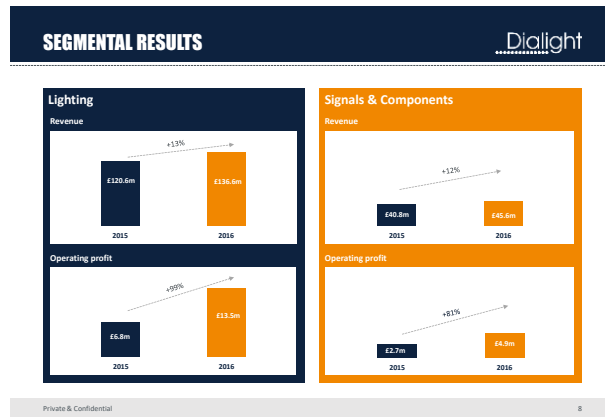 SEGMENTAL RESULTS
Dialight
Lighting
Revenue
+13%
£120.6m
£136.6m
2015
2016
Operating profit
+99%
£6.8m
£13.5m
2015
2016
Signals & Components
Revenue
+12%
£40.8m
£45.6m
2015
2016
Operating profit
+81%
£2.7m
£4.9m
2015
2016
Private & Confidential
8